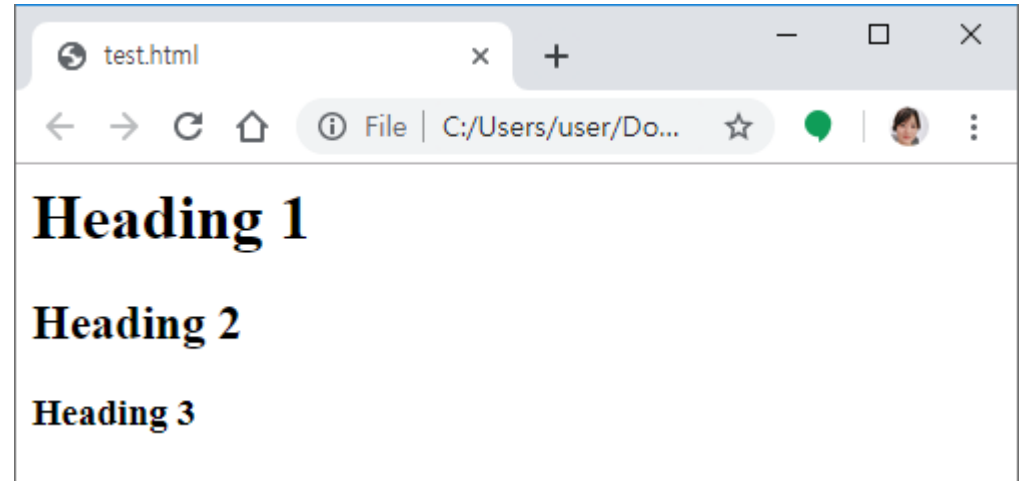 test.html
File C:/Users/user/Do...
Heading 1
Heading 2
Heading 3